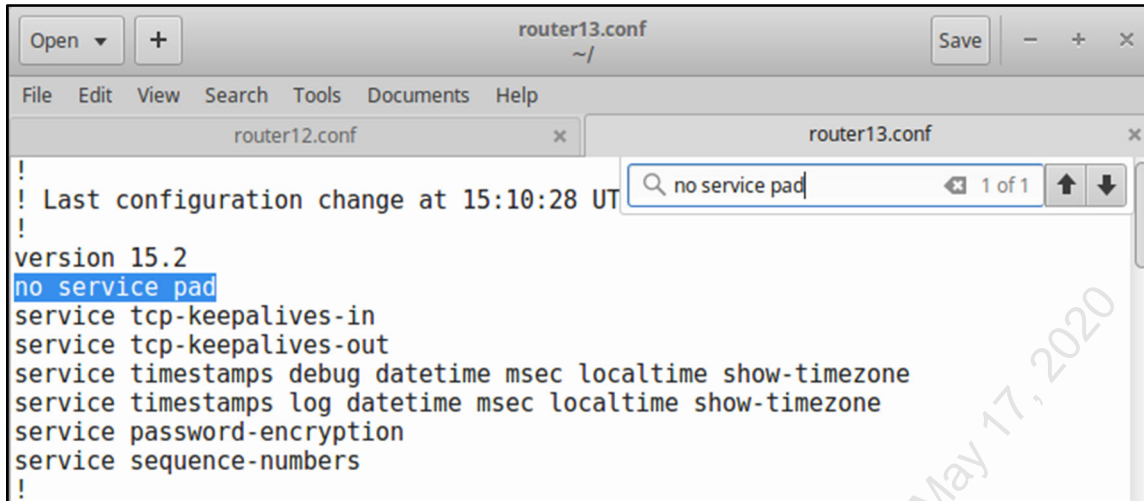 Open
router13.conf
~/
Save
File Edit View Search Tools Documents Help
router12.conf
router13.conf
!
! Last configuration change at 15:10:28 UT
no service pad
1 of 1
!
version 15.2
no service pad
service tcp-keepalives-in
service tcp-keepalives-out
service timestamps debug datetime msec localtime show-timezone
service timestamps log datetime msec localtime show-timezone
service password-encryption
service sequence-numbers
!
May 17, 2020